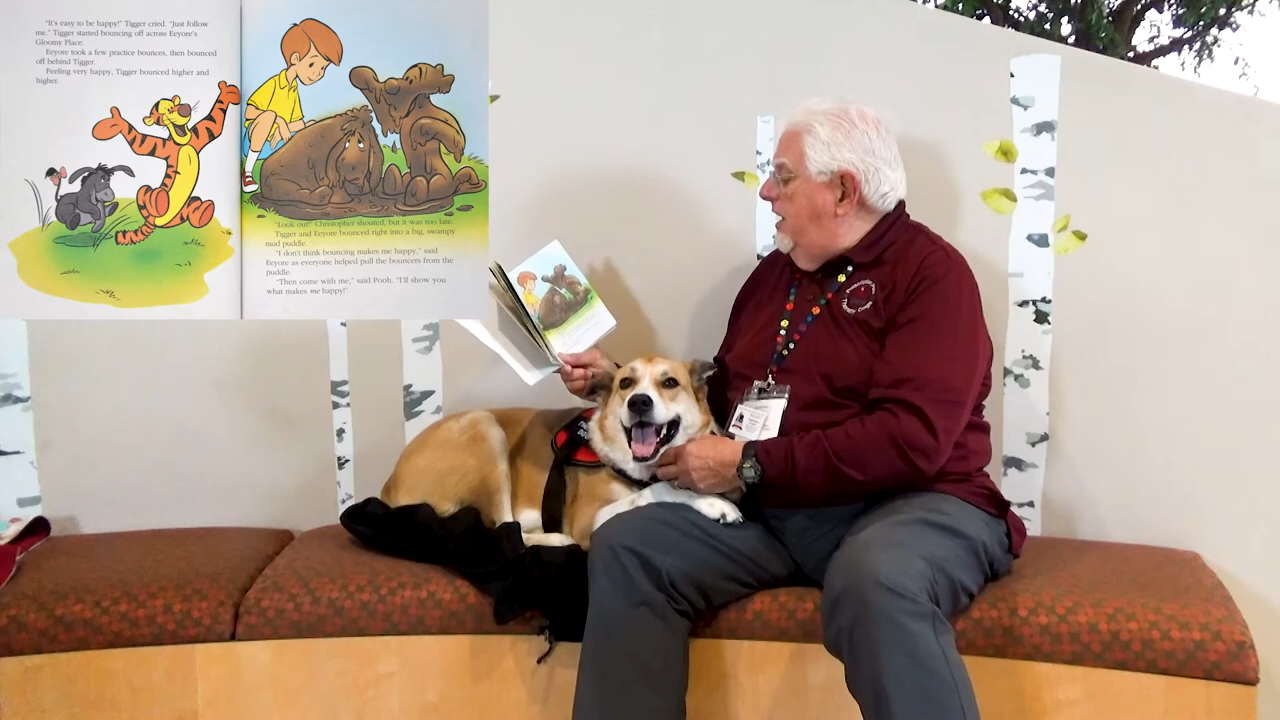 "It's easy to be happy!" Tigger cried. "Just follow
me." Tigger started bouncing off across Eeyore's
Gloomy Place.
Eeyore took a few practice bounces, then bounced
off behind Tigger.
Feeling very happy, Tigger bounced higher and
higher.
"Look out!" Christopher shouted, but it was too late.
Tigger and Eeyore bounced right into a big, swampy
mud puddle.
"I don't think bouncing makes me happy," said
Eeyore as everyone helped pull the bouncers from the
puddle.
"Then come with me," said Pooh. "I'll show you
what makes me happy!"